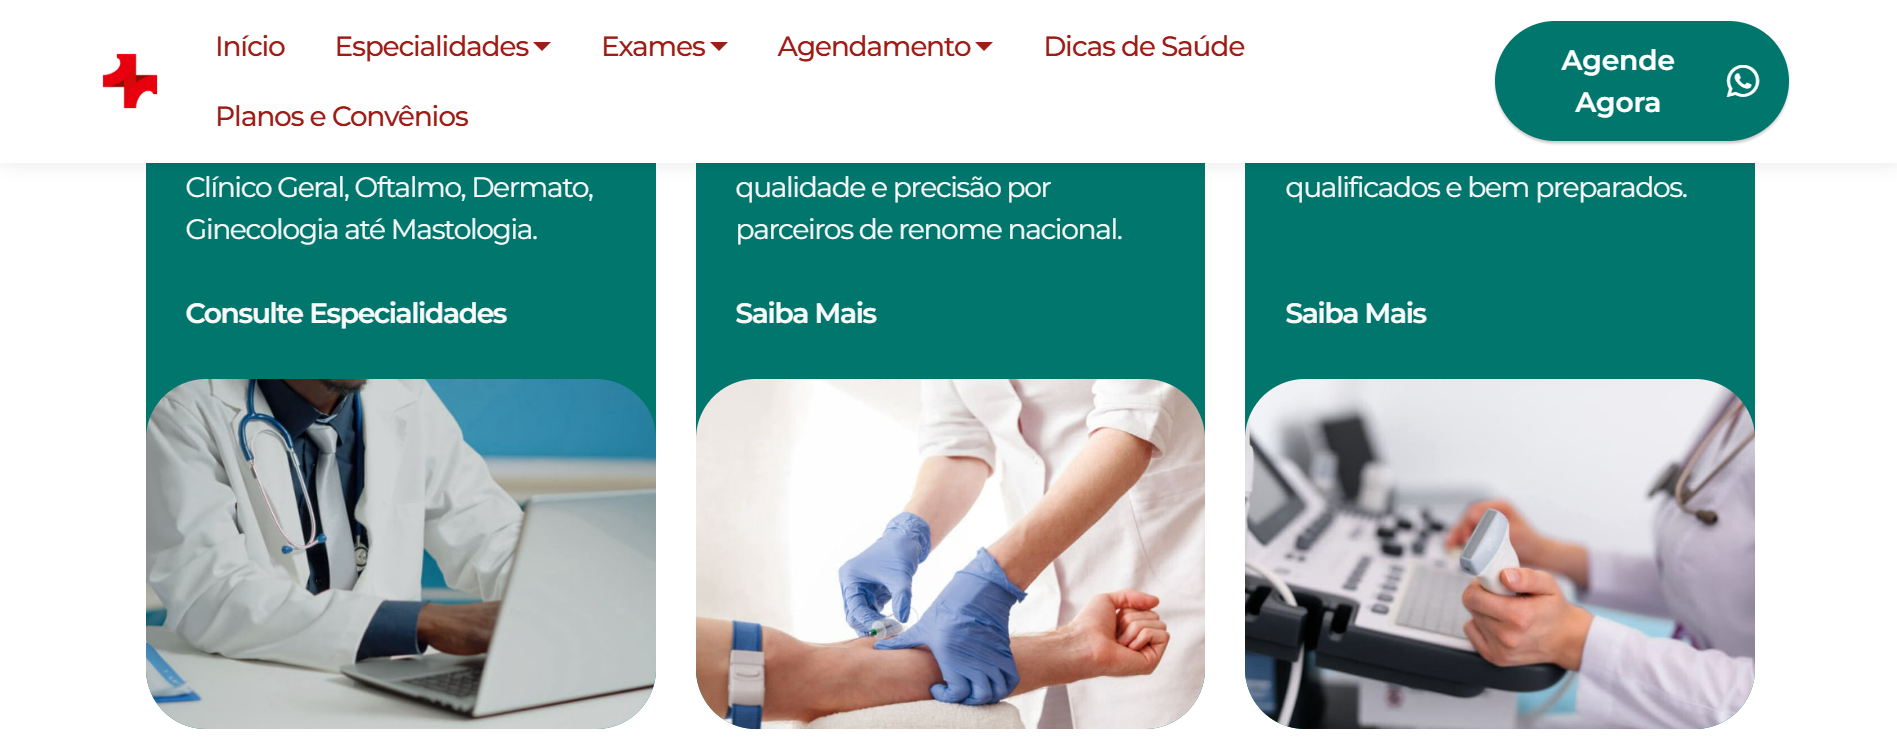 Início Especialidades Exames Agendamento Dicas de Saúde
Planos e Convênios
Agende
Agora
Clínico Geral, Oftalmo, Dermato,
Ginecologia até Mastologia.
Consulte Especialidades
qualidade e precisão por
parceiros de renome nacional.
Saiba Mais
qualificados e bem preparados.
Saiba Mais